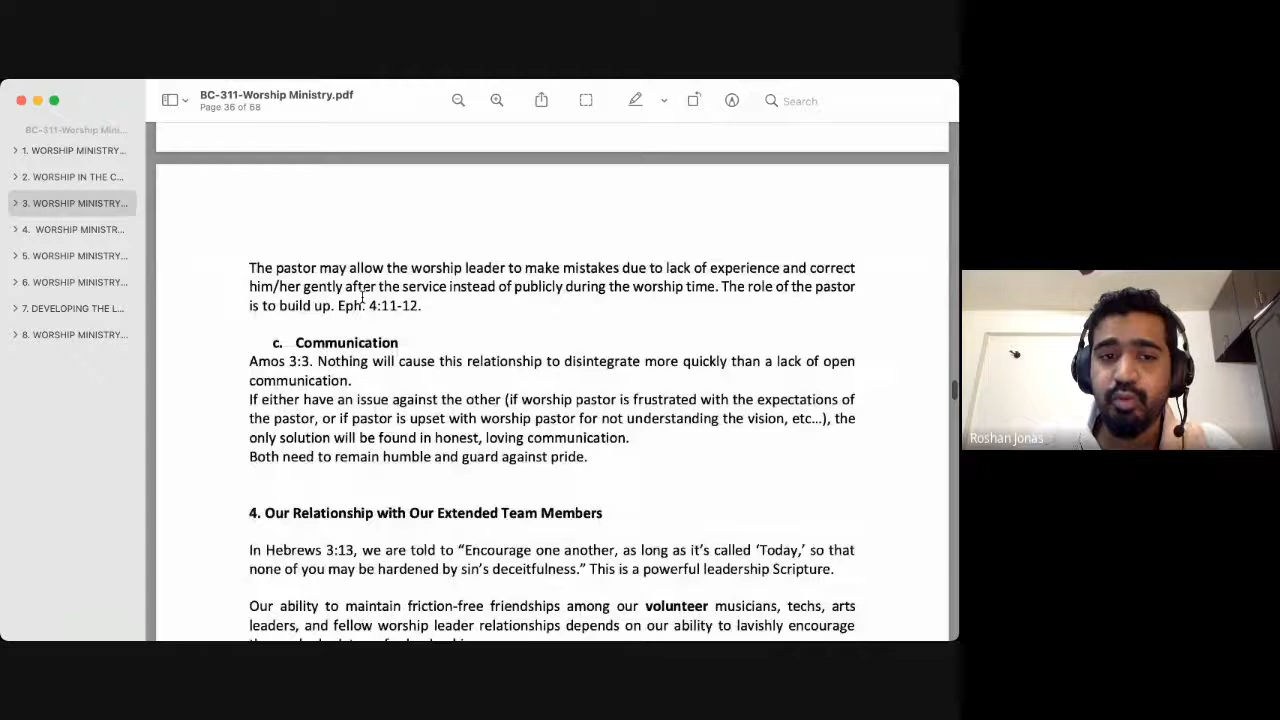 BC-311-Worship Ministry.pdf
Page 36 of 68
Search
BC-311-Worship Mini...
1. WORSHIP MINISTRY...
2. WORSHIP IN THE C...
3. WORSHIP MINISTRY...
4. WORSHIP MINISTR...
5. WORSHIP MINISTRY...
6. WORSHIP MINISTRY...
7. DEVELOPING THE L...
8. WORSHIP MINISTRY...
The pastor may allow the worship leader to make mistakes due to lack of experience and correct
him/her gently after the service instead of publicly during the worship time. The role of the pastor
is to build up. Eph. 4:11-12.
c. Communication
Amos 3:3. Nothing will cause this relationship to disintegrate more quickly than a lack of open
communication.
If either have an issue against the other (if worship pastor is frustrated with the expectations of
the pastor, or if pastor is upset with worship pastor for not understanding the vision, etc…), the
only solution will be found in honest, loving communication.
Both need to remain humble and guard against pride.
4. Our Relationship with Our Extended Team Members
In Hebrews 3:13, we are told to “Encourage one another, as long as it’s called ‘Today,’ so that
none of you may be hardened by sin’s deceitfulness.” This is a powerful leadership Scripture.
Our ability to maintain friction-free friendships among our volunteer musicians, techs, arts
leaders, and fellow worship leader relationships depends on our ability to lavishly encourage
Roshan Jonas